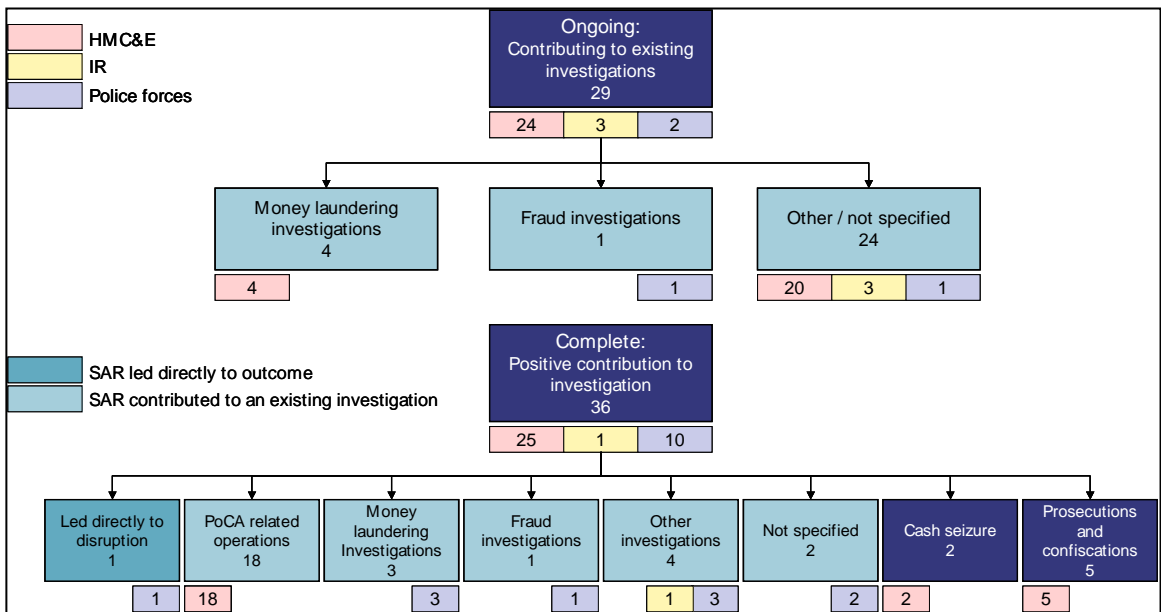 HMC&E
IR
Police forces
Ongoing:
Contributing to existing
investigations
29
24 3 2
Money laundering
investigations
4
Fraud investigations
1
Other / not specified
24
4
1
20 3 1
Complete:
Positive contribution to
investigation
36
SAR led directly to outcome
SAR contributed to an existing investigation
25 1 10
Led directly to
disruption
1
PoCA related
operations
18
Money
laundering
Investigations
3
Fraud
investigations
1
Other
investigations
4
Not specified
2
Cash seizure
2
Prosecutions
and
confiscations
5
1
18
3
1
1 3
2
2
5